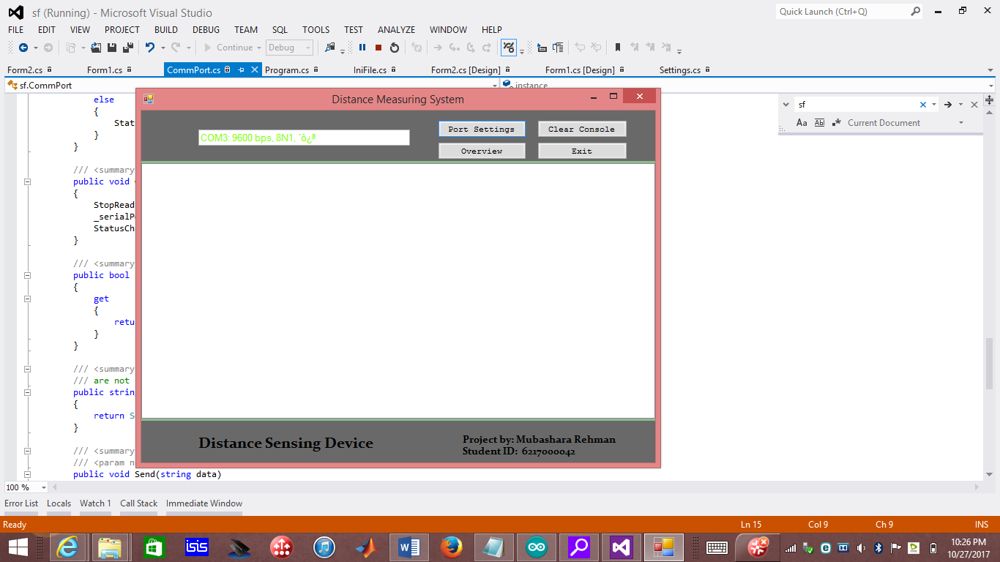 sf (Running) - Microsoft Visual Studio
Quick Launch (Ctrl+Q)
FILE EDIT VIEW PROJECT BUILD DEBUG TEAM SQL TOOLS TEST ANALYZE WINDOW HELP
Continue Debug
Form2.cs Form1.cs CommPort.cs Program.cs IniFile.cs Form2.cs [Design] Form1.cs [Design] Settings.cs
sf.CommPort instance
Distance Measuring System
sf
Aa Ab Current Document
COM3: 9600 bps, 8N1, ´ò¿ª
Port Settings Clear Console
Overview Exit
else
{
Stat
}
}
/// <summary
public void
{
StopRead
_serialPo
StatusCha
}
/// <summary
public bool
{
get
{
retu
}
}
/// <summary
/// are not
public string
{
return S
}
/// <summary
/// <param n
public void Send(string data)
Distance Sensing Device
Project by: Mubashara Rehman
Student ID: 6217000042
100 %
Error List Locals Watch 1 Call Stack Immediate Window
Ready Ln 15 Col 9 Ch 9 INS
isis
10:26 PM
10/27/2017